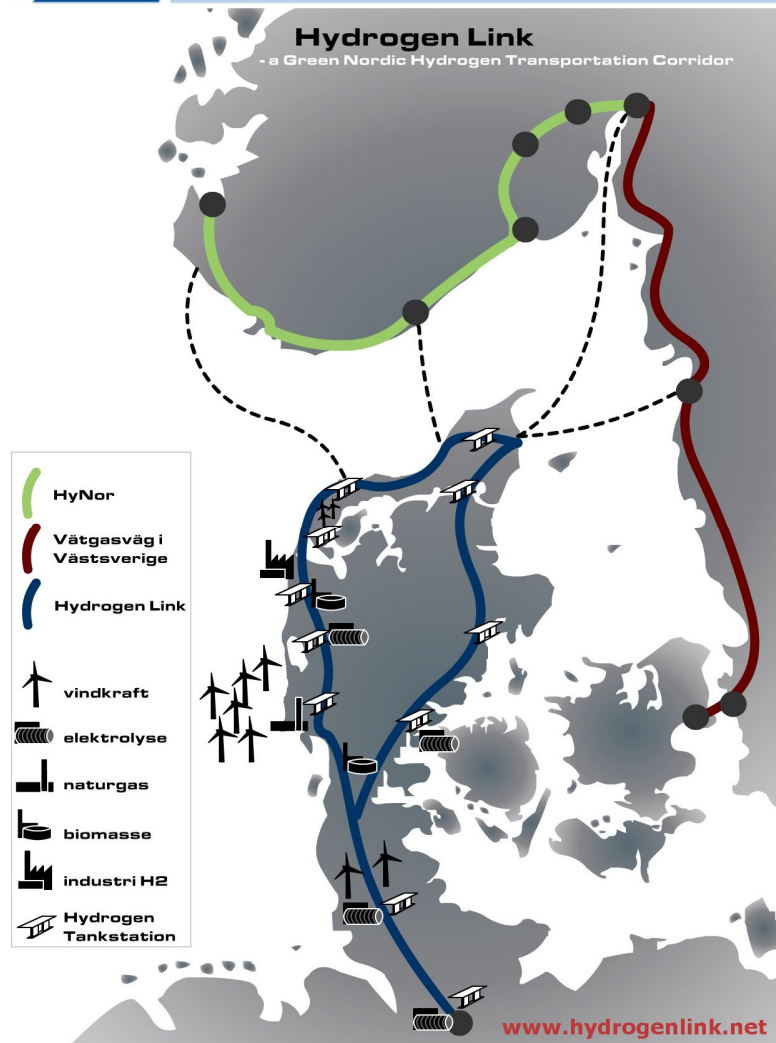 Hydrogen Link
- a Green Nordic Hydrogen Transportation Corridor
HyNor
Vätgasväg i
Västsverige
Hydrogen Link
vindkraft
elektrolyse
naturgas
biomasse
industri H2
Hydrogen
Tankstation
www.hydrogenlink.net